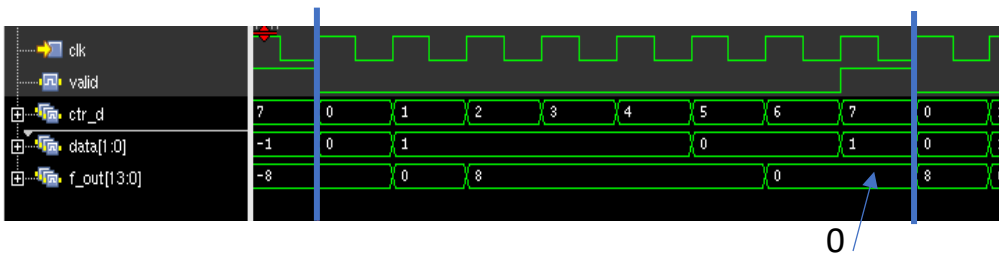 clk
valid
ctr_d 7 0 1 2 3 4 5 6 7 0
data[1:0] -1 0 1 0 1 0
f_out[13:0] -8 0 8 0 8
0